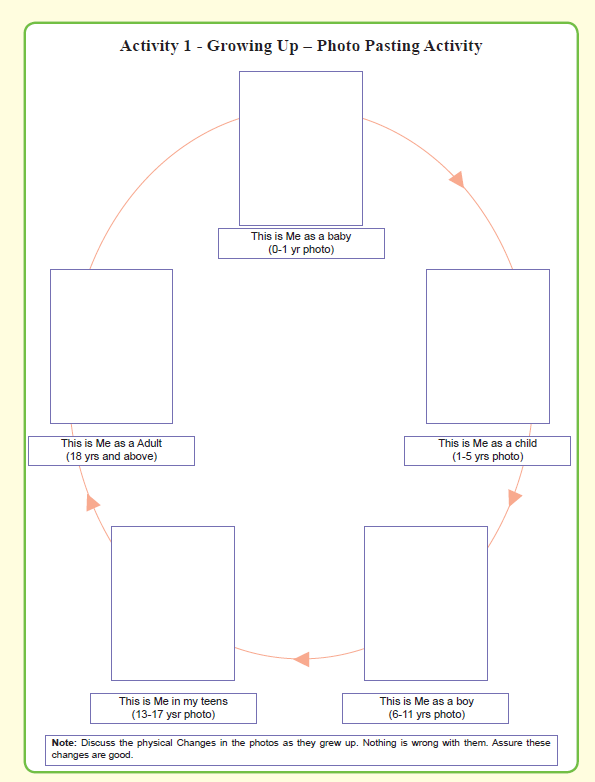 Activity 1 - Growing Up – Photo Pasting Activity
This is Me as a baby
(0-1 yr photo)
This is Me as a child
(1-5 yrs photo)
This is Me as a boy
(6-11 yrs photo)
This is Me in my teens
(13-17 ysr photo)
This is Me as a Adult
(18 yrs and above)
Note: Discuss the physical Changes in the photos as they grew up. Nothing is wrong with them. Assure these
changes are good.